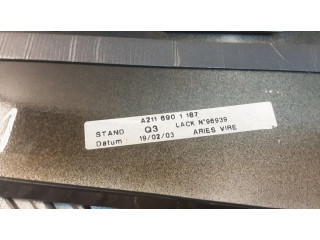 A211 690 1 187
STAND Q3 LACK N°96939
Datum: 19/02/03 ARIES VIRE